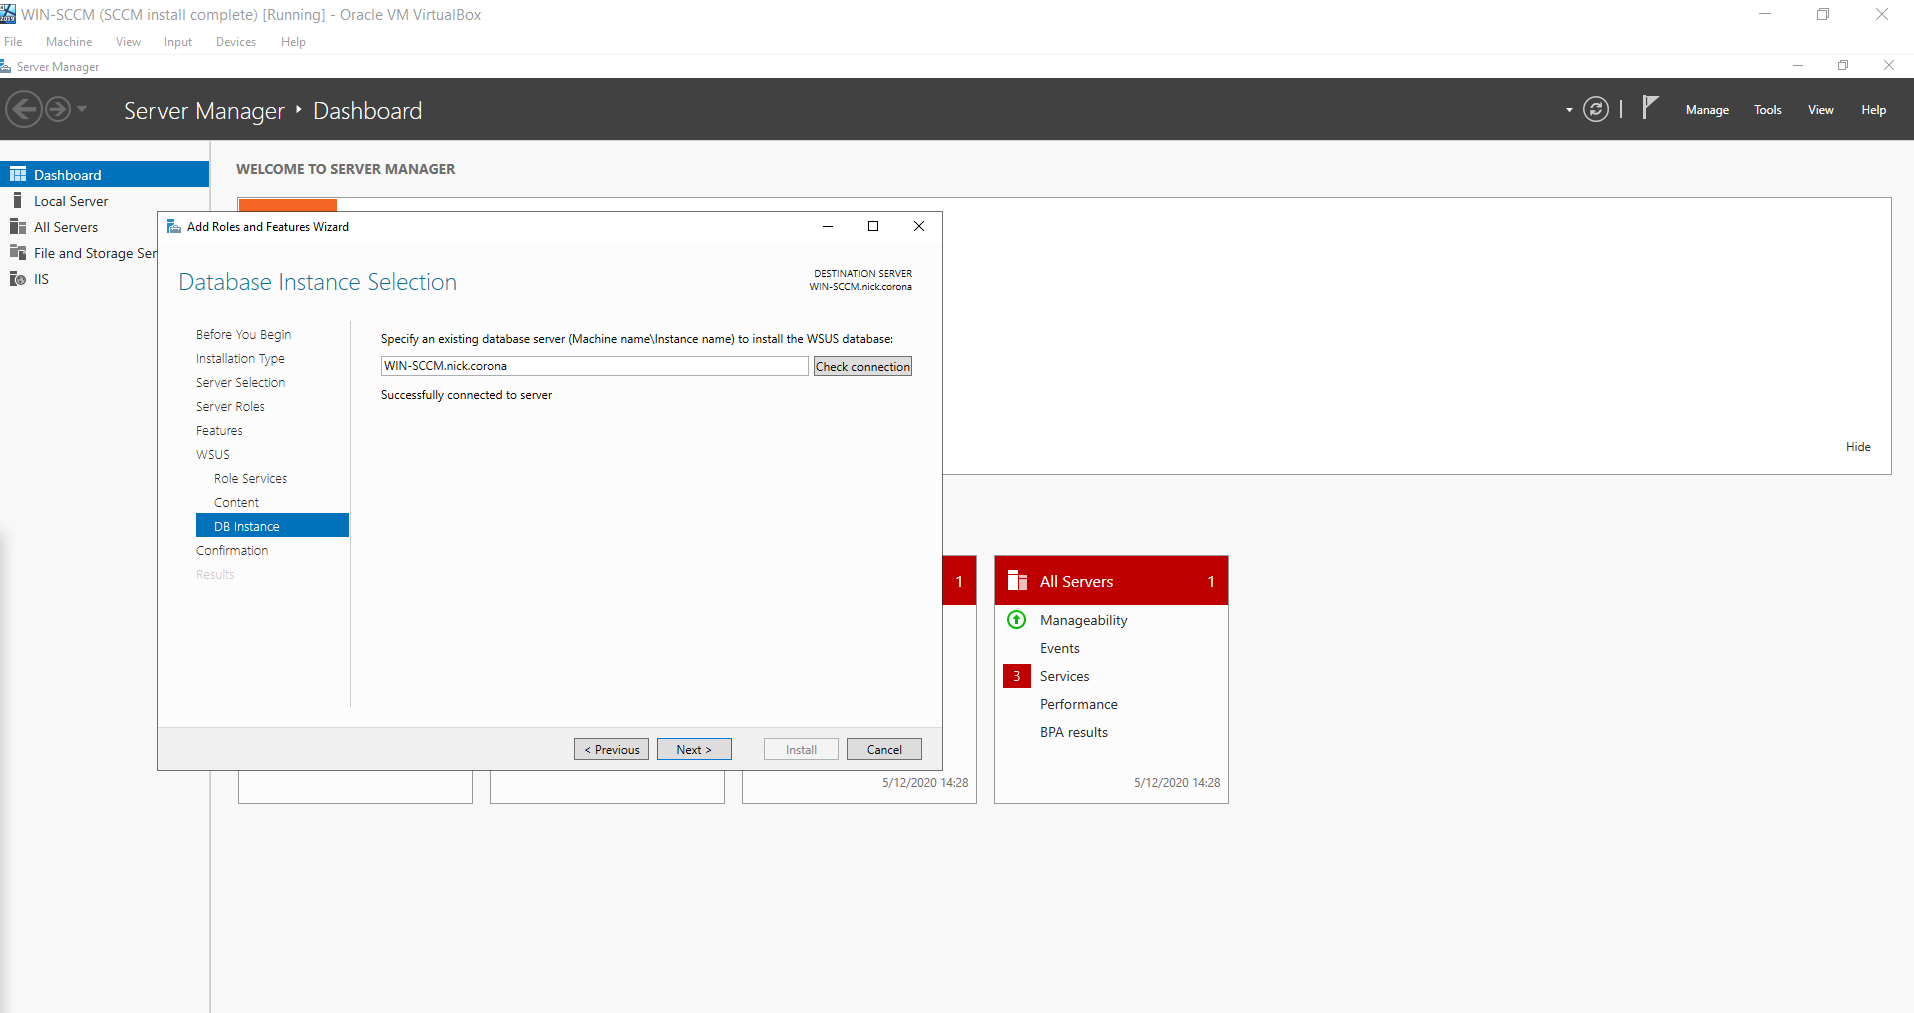 WIN-SCCM (SCCM install complete) [Running] - Oracle VM VirtualBox
File Machine View Input Devices Help
Server Manager
Server Manager Dashboard
Manage Tools View Help
Dashboard
Local Server
All Servers
File and Storage Ser
IIS
WELCOME TO SERVER MANAGER
Add Roles and Features Wizard
Database Instance Selection
DESTINATION SERVER
WIN-SCCM.nick.corona
Before You Begin
Installation Type
Server Selection
Server Roles
Features
WSUS
Role Services
Content
DB Instance
Confirmation
Results
Specify an existing database server (Machine name\Instance name) to install the WSUS database:
WIN-SCCM.nick.corona
Check connection
Successfully connected to server
< Previous
Next >
Install
Cancel
Hide
1
5/12/2020 14:28
All Servers 1
Manageability
Events
3 Services
Performance
BPA results
5/12/2020 14:28